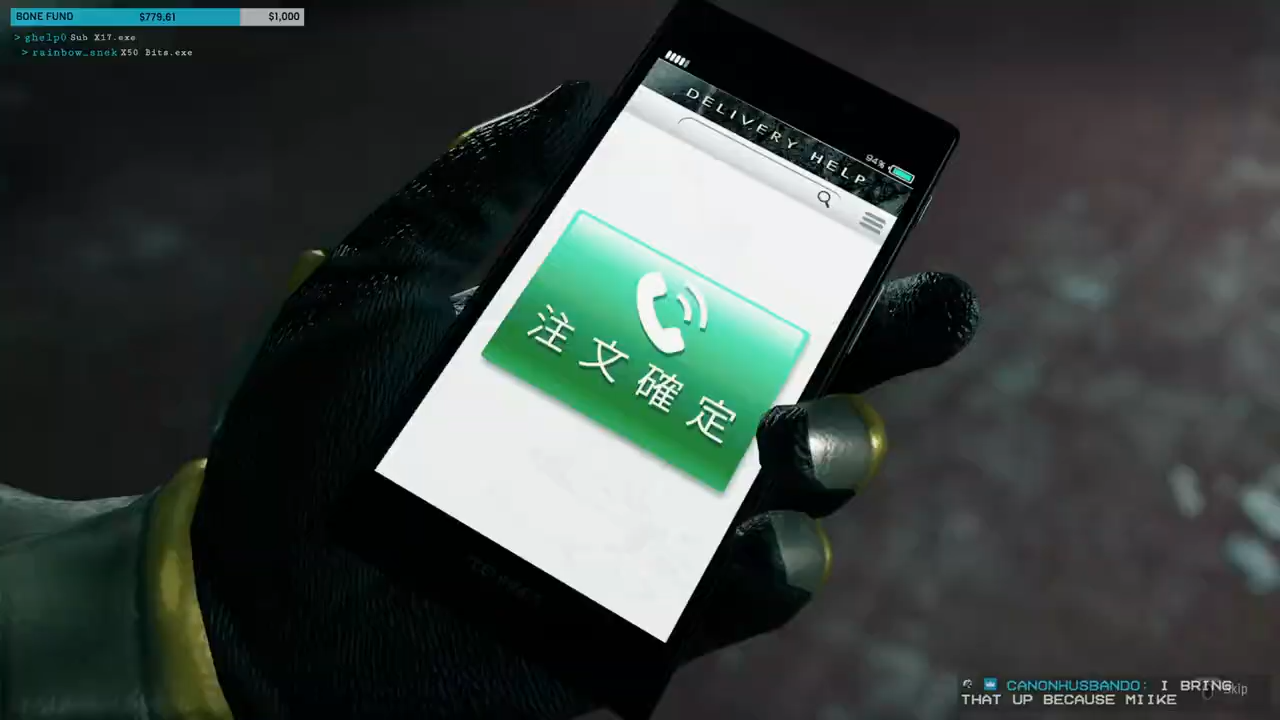 BONE FUND $779.61 $1,000
> ghelp0 Sub X17.exe
> rainbow_snek X50 Bits.exe
DELIVERY HELP
94%
注文確定
CANONHUSBANDO: I BRING
THAT UP BECAUSE MIIKE
Skip